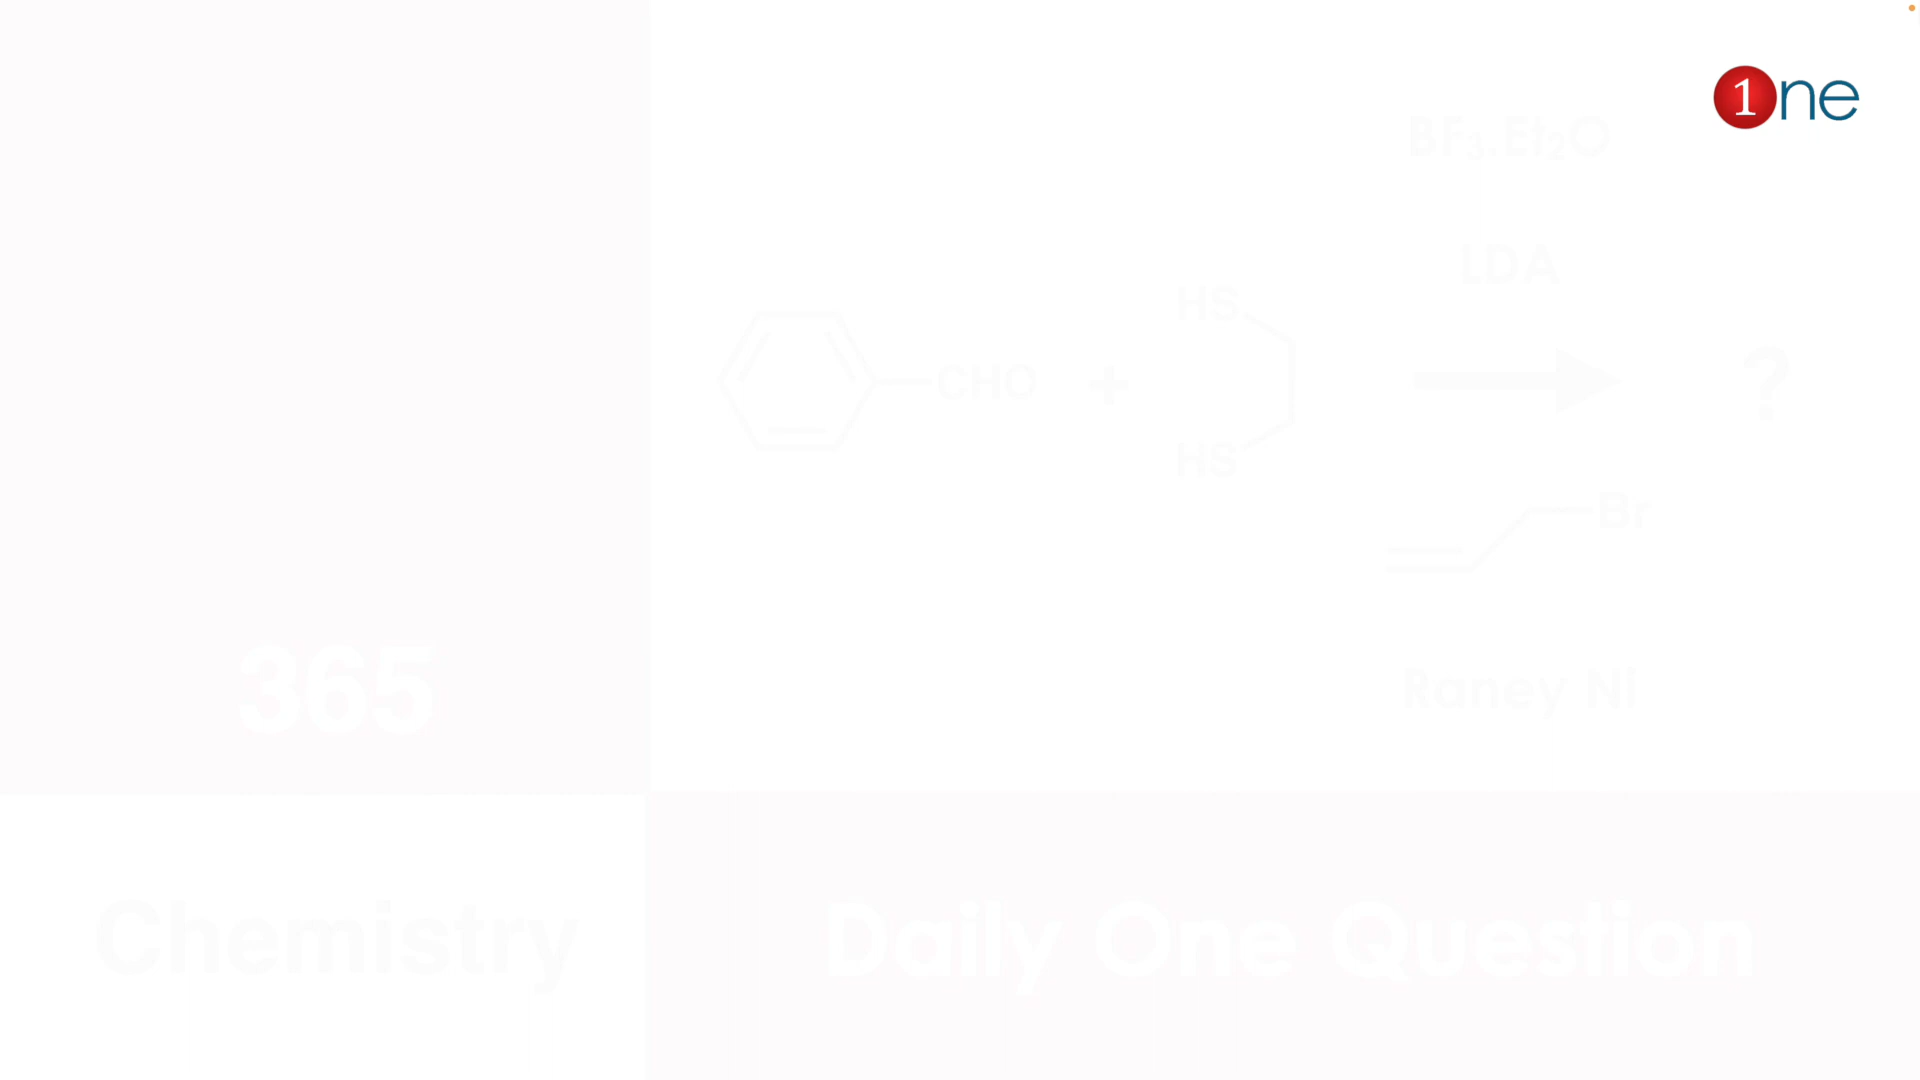 1ne
BF₃.Et₂O
LDA
HS
CHO
+
?
HS
Br
365
Raney Ni
Chemistry
Daily One Question